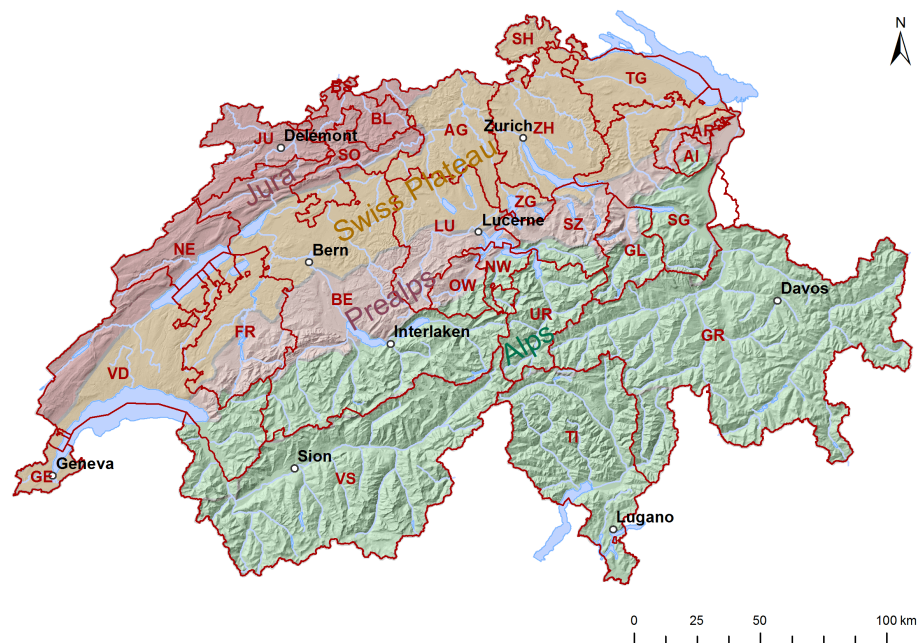 N
SH
TG
BS
BL
AG
Zurich
ZH
JU
Delémont
SO
AR
AI
Jura
Swiss Plateau
ZG
SZ
SG
Lucerne
LU
NE
Bern
GL
NW
OW
BE
Prealps
Davos
UR
FR
Interlaken
Alps
GR
VD
TI
Geneva
GE
Sion
VS
Lugano
0
25
50
100 km